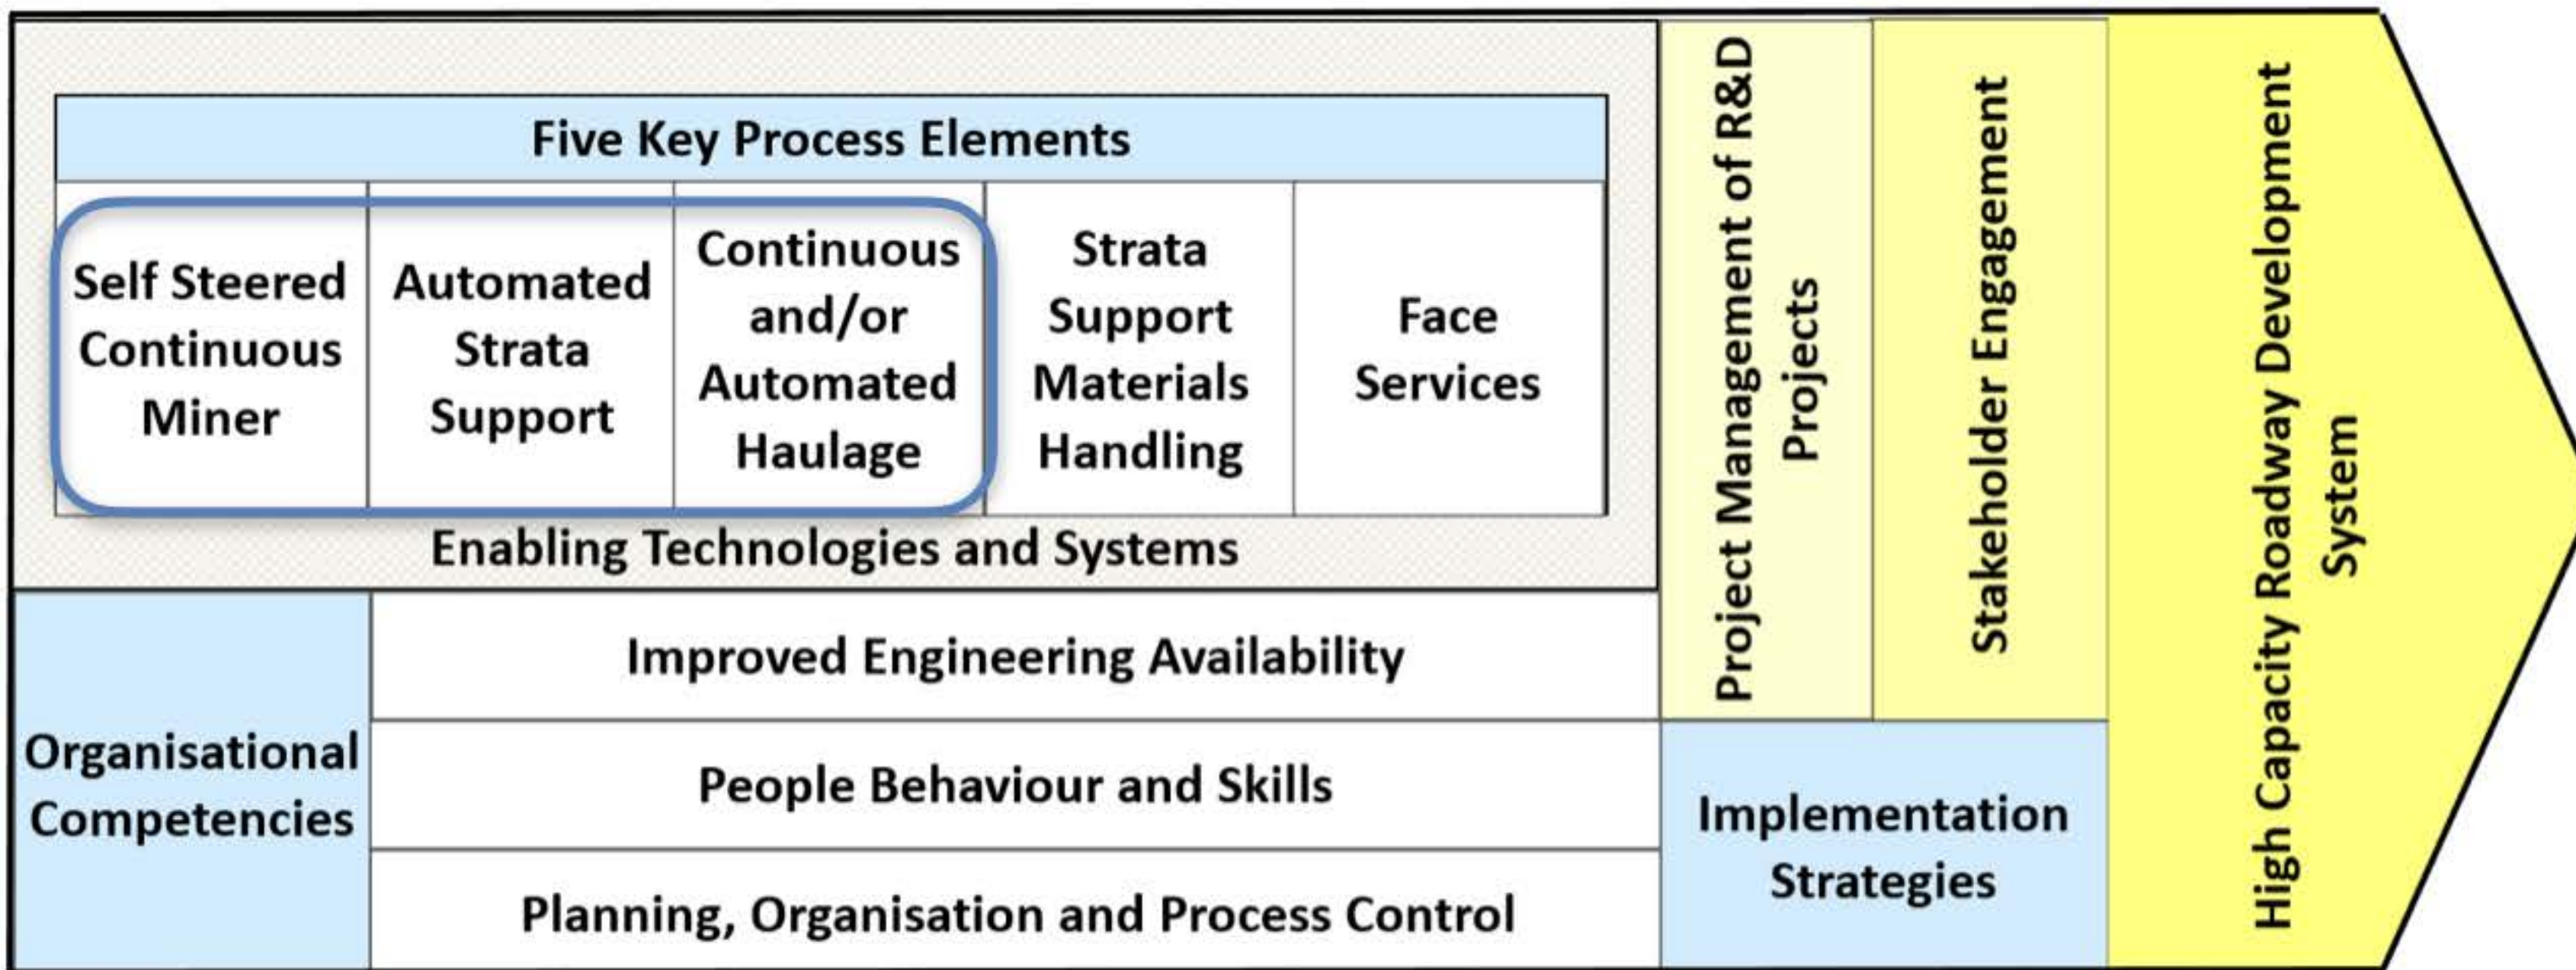 Five Key Process Elements
Self Steered
Continuous
Miner
Automated
Strata
Support
Continuous
and/or
Automated
Haulage
Strata
Support
Materials
Handling
Face
Services
Enabling Technologies and Systems
Organisational
Competencies
Improved Engineering Availability
People Behaviour and Skills
Planning, Organisation and Process Control
Project Management of R&D
Projects
Stakeholder Engagement
Implementation
Strategies
High Capacity Roadway Development
System